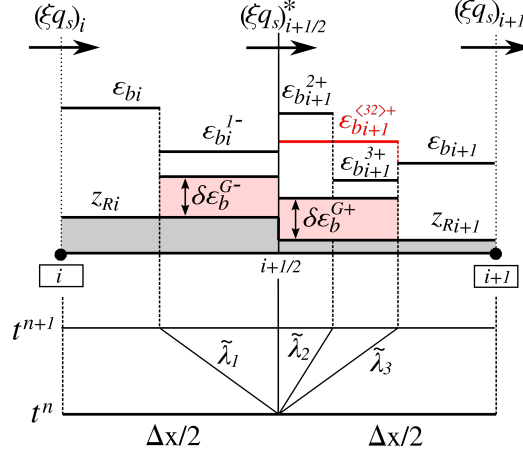 (ξq_s)_i (ξq_s)^*_{i+1/2} (ξq_s)_{i+1}
ε_{bi} ε_{bi+1}^{2+}
ε_{bi}^{1-} ε_{bi+1}^{<32>+} ε_{bi+1}
ε_{bi+1}^{3+}
z_{Ri} δε_b^{G-} δε_b^{G+} z_{Ri+1}
i i+1/2 i+1
t^{n+1}
λ̃_1 λ̃_2 λ̃_3
t^n
Δx/2 Δx/2